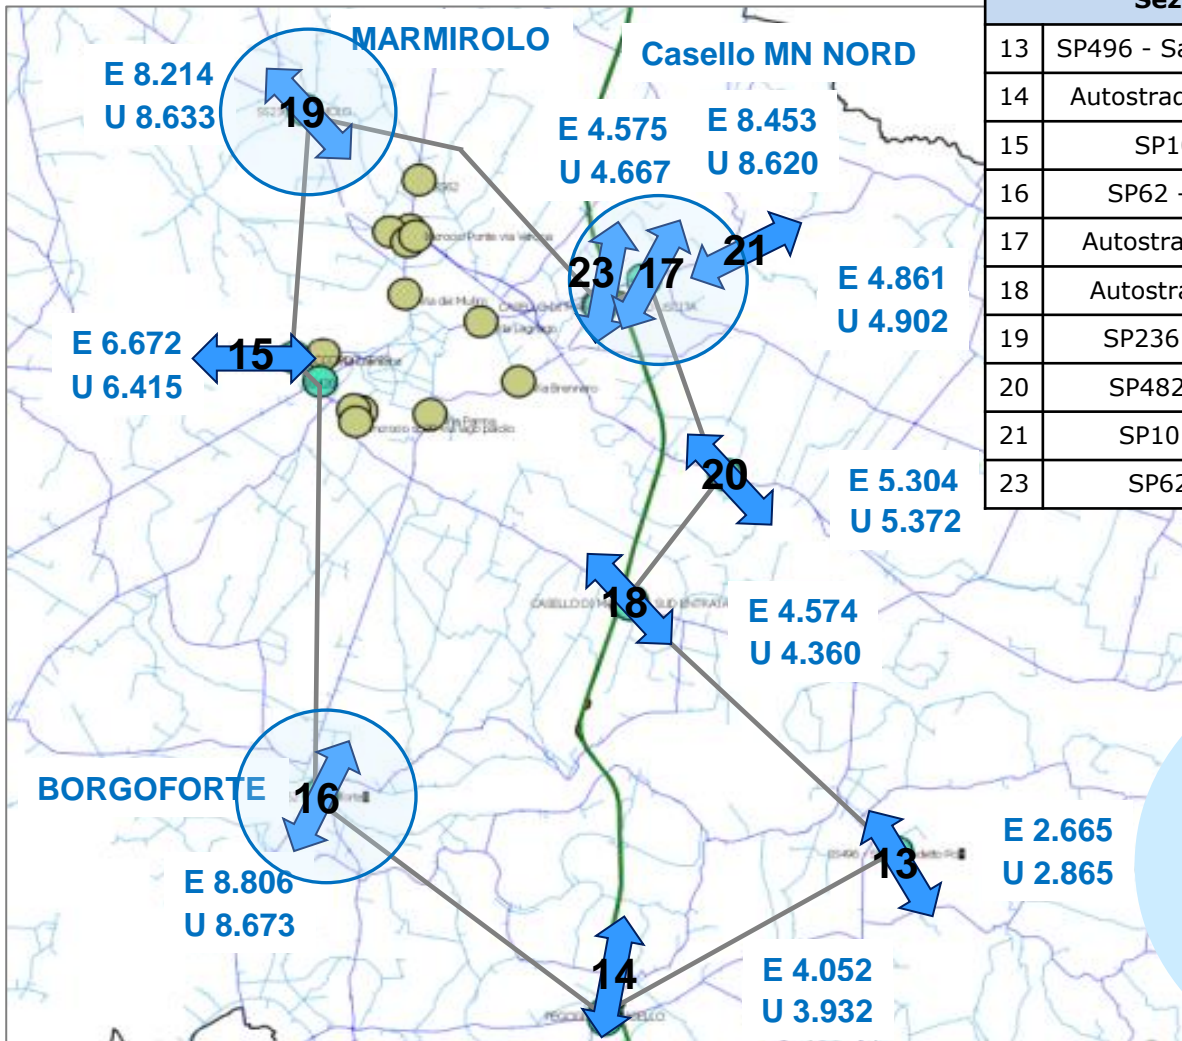 MARMIROLO
Casello MN NORD
E 8.214
U 8.633
19
E 4.575
U 4.667
E 8.453
U 8.620
23
17
21
E 4.861
U 4.902
E 6.672
U 6.415
15
Via Brennero
20
E 5.304
U 5.372
18
E 4.574
U 4.360
BORGOFORTE
16
E 8.806
U 8.673
13
E 2.665
U 2.865
14
E 4.052
U 3.932
Sez
13 SP496 - Sa
14 Autostrad
15 SP1
16 SP62 -
17 Autostra
18 Autostra
19 SP236
20 SP482
21 SP10
23 SP62